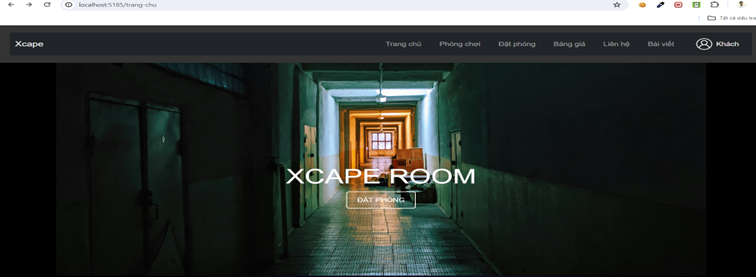 localhost:5185/trang-chu
Tất cả dấu tra
Xcape Trang chủ Phòng chơi Đặt phòng Bảng giá Liên hệ Bài viết Khách
XCAPE ROOM
ĐẶT PHÒNG